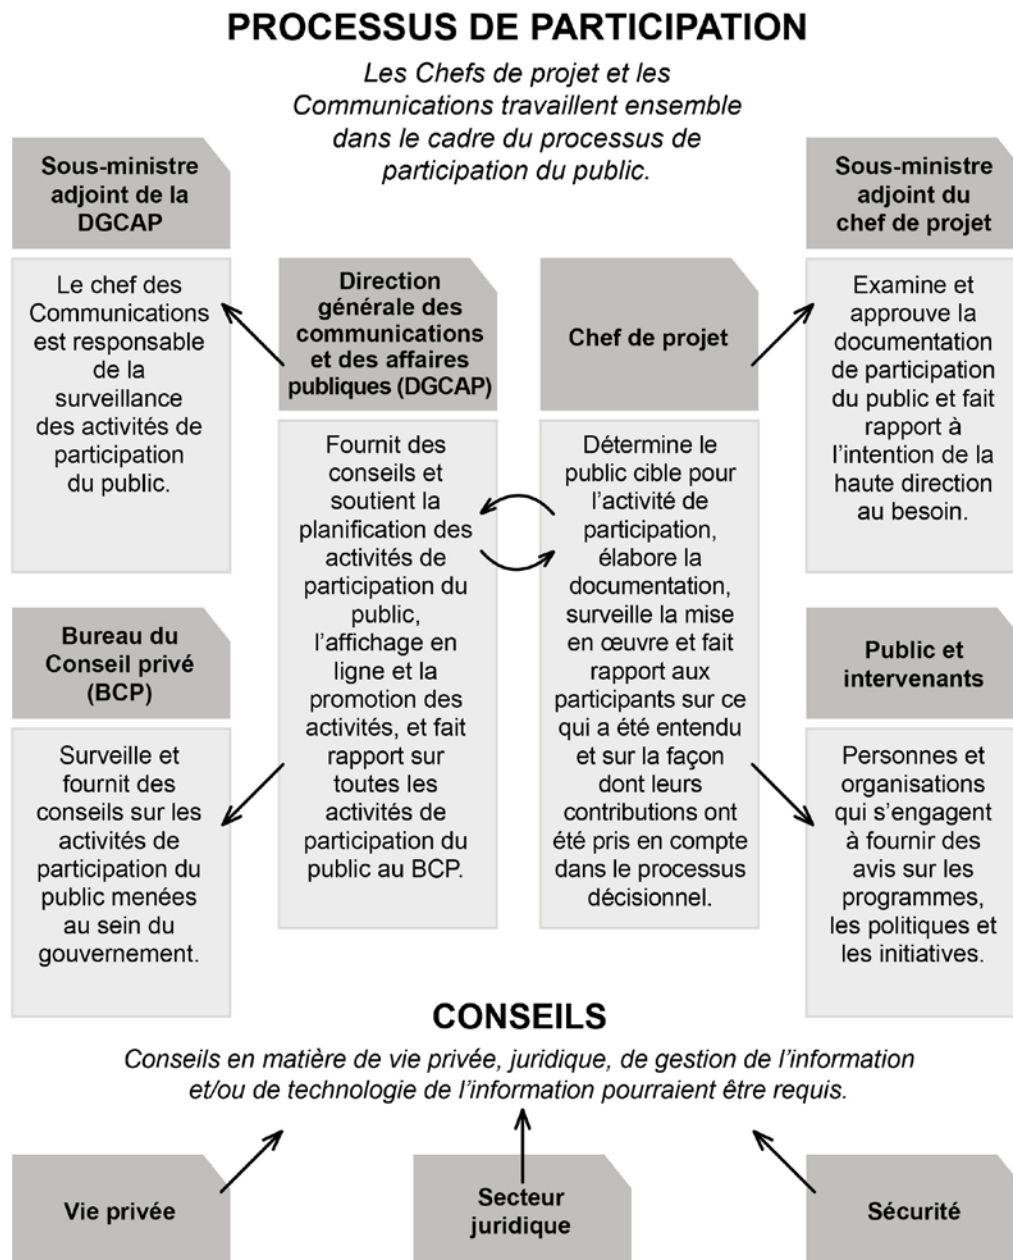 PROCESSUS DE PARTICIPATION
Les Chefs de projet et les
Communications travaillent ensemble
dans le cadre du processus de
participation du public.
Sous-ministre
adjoint de la
DGCAP
Le chef des
Communications
est responsable
de la
surveillance
des activités de
participation
du public.
Direction
générale des
communications
et des affaires
publiques (DGCAP)
Fournit des
conseils et
soutient la
planification des
activités de
participation du
public,
l’affichage en
ligne et la
promotion des
activités, et fait
rapport sur
toutes les
activités de
participation du
public au BCP.
Chef de projet
Détermine le
public cible pour
l’activité de
participation,
élabore la
documentation,
surveille la mise
en œuvre et fait
rapport aux
participants sur ce
qui a été entendu
et sur la façon
dont leurs
contributions ont
été pris en compte
dans le processus
décisionnel.
Sous-ministre
adjoint du
chef de projet
Examine et
approuve la
documentation
de participation
du public et fait
rapport à
l’intention de la
haute direction
au besoin.
Bureau du
Conseil privé
(BCP)
Surveille et
fournit des
conseils sur les
activités de
participation du
public menées
au sein du
gouvernement.
Public et
intervenants
Personnes et
organisations
qui s’engagent
à fournir des
avis sur les
programmes,
les politiques et
les initiatives.
CONSEILS
Conseils en matière de vie privée, juridique, de gestion de l’information
et/ou de technologie de l’information pourraient être requis.
Vie privée
Secteur
juridique
Sécurité